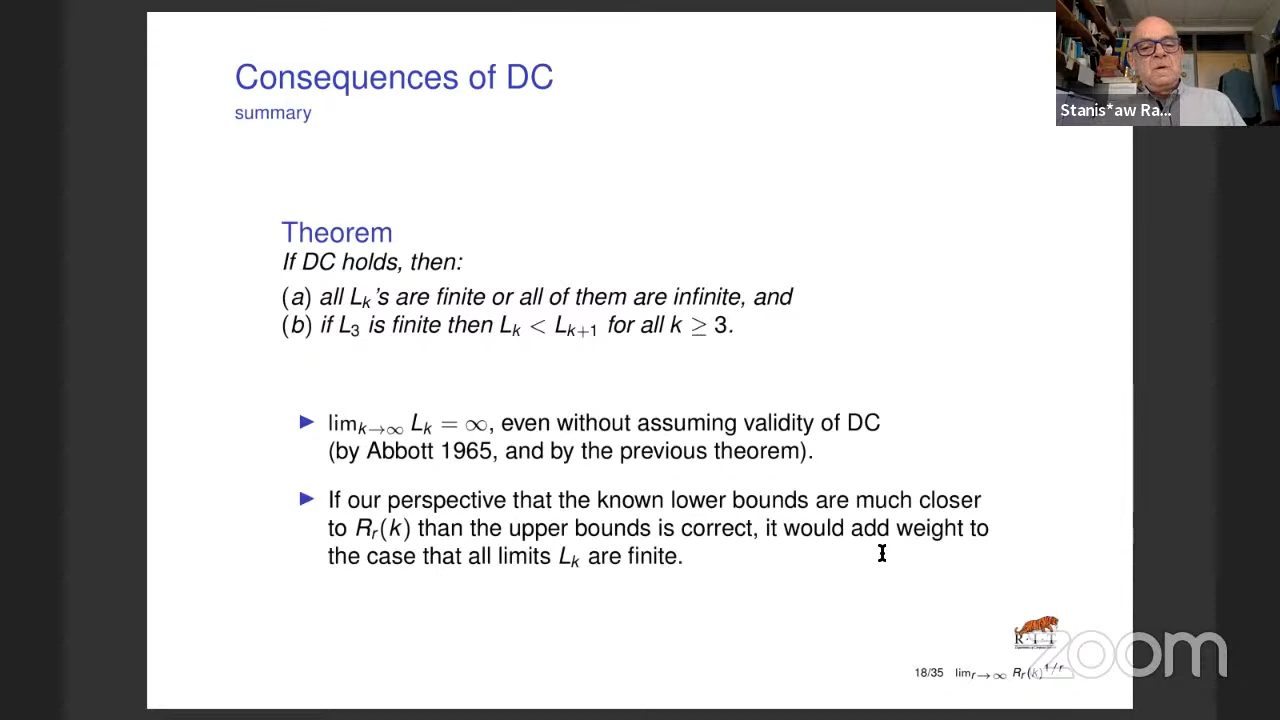 Consequences of DC
summary
Stanis*aw Ra...
Theorem
If DC holds, then:
(a) all Lₖ's are finite or all of them are infinite, and
(b) if L₃ is finite then Lₖ < Lₖ₊₁ for all k ≥ 3.
▶ limₖ→∞ Lₖ = ∞, even without assuming validity of DC
(by Abbott 1965, and by the previous theorem).
▶ If our perspective that the known lower bounds are much closer
to Rᵣ(k) than the upper bounds is correct, it would add weight to
the case that all limits Lₖ are finite.
R·I·T
zoom
18/35 limᵣ→∞ Rᵣ(k)¹/ʳ